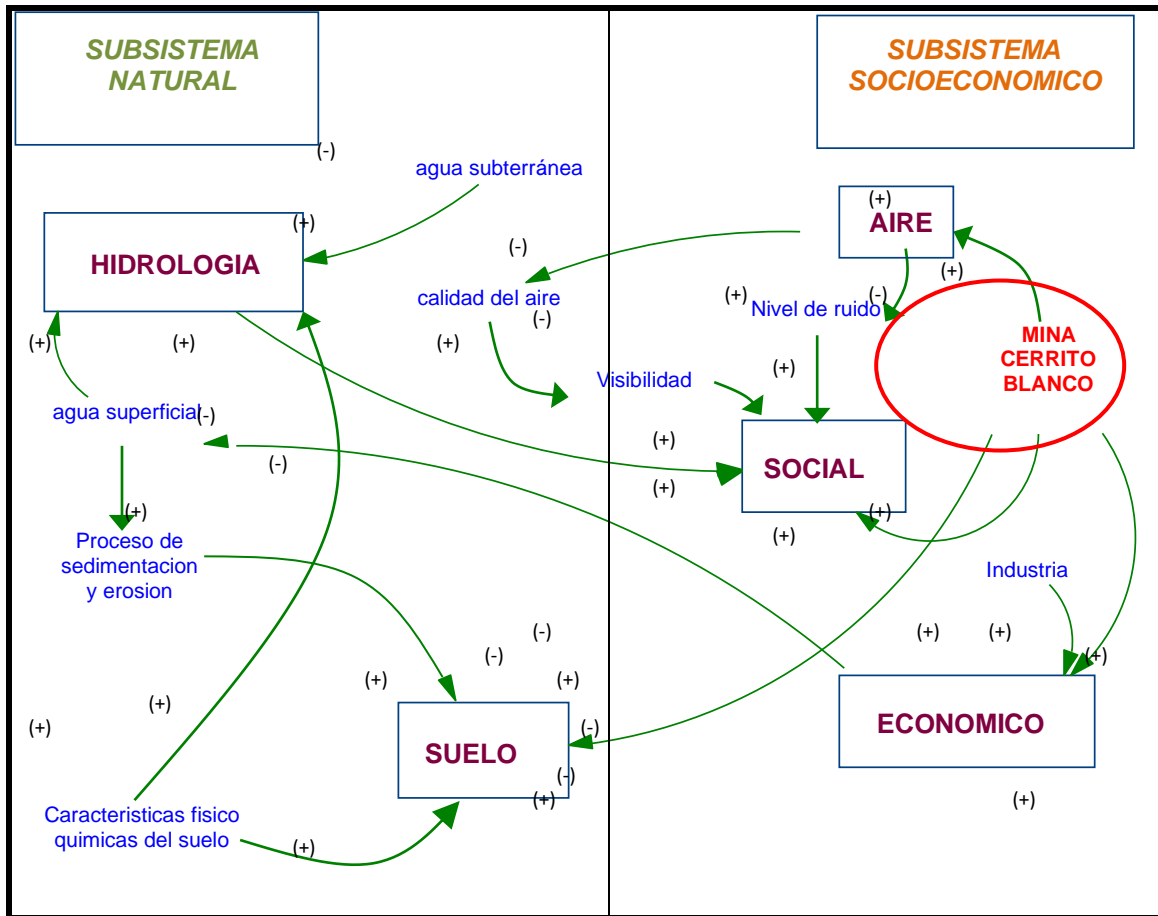 SUBSISTEMA
NATURAL
SUBSISTEMA
SOCIOECONOMICO
(-)
agua subterránea
(+)
AIRE
(+)
HIDROLOGIA
(-)
(+)
calidad del aire
(+)
(-)
Nivel de ruido
(-)
MINA
CERRITO
BLANCO
(+)
(+)
(+)
(+)
Visibilidad
agua superficial
(-)
(-)
(+)
SOCIAL
(+)
(+)
(+)
(+)
Proceso de
sedimentacion
y erosion
Industria
(-)
(-)
(+)
(+)
(+)
(+)
(+)
(+)
(+)
(-)
ECONOMICO
SUELO
(-)
(+)
(+)
Caracteristicas fisico
quimicas del suelo
(+)